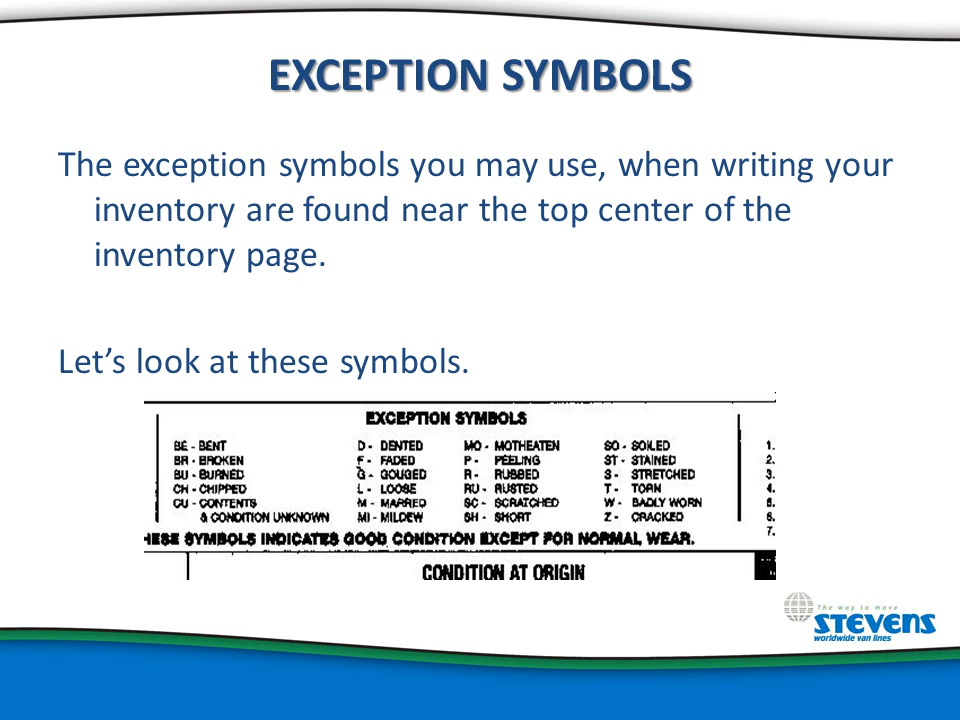 EXCEPTION SYMBOLS
The exception symbols you may use, when writing your
inventory are found near the top center of the
inventory page.
Let’s look at these symbols.
EXCEPTION SYMBOLS
BE - BENT D - DENTED MO - MOTHEATEN SO - SOILED 1.
BR - BROKEN F - FADED P - PEELING ST - STAINED 2.
BU - BURNED G - GOUGED R - RUBBED S - STRETCHED 3.
CH - CHIPPED L - LOOSE RU - RUSTED T - TORN 4.
CU - CONTENTS M - MARRED SC - SCRATCHED W - BADLY WORN 5.
& CONDITION UNKNOWN MI - MILDEW SH - SHORT Z - CRACKED 6.
7.
HESE SYMBOLS INDICATES GOOD CONDITION EXCEPT FOR NORMAL WEAR.
CONDITION AT ORIGIN
The way to move
STEVENS
worldwide van lines